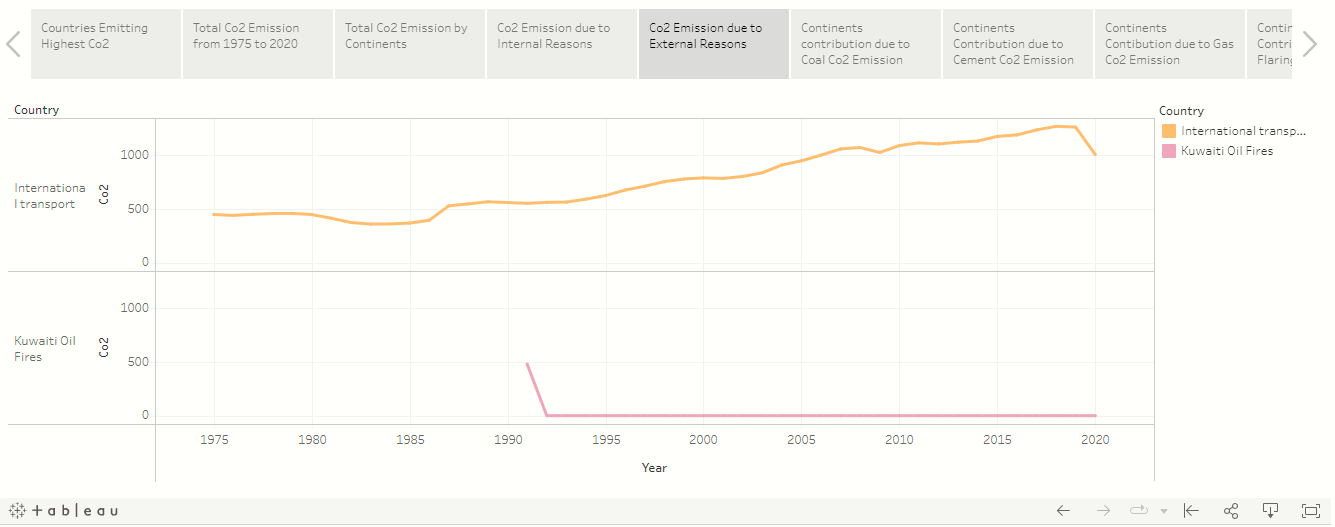 Countries Emitting
Highest Co2
Total Co2 Emission
from 1975 to 2020
Total Co2 Emission by
Continents
Co2 Emission due to
Internal Reasons
Co2 Emission due to
External Reasons
Continents
contribution due to
Coal Co2 Emission
Continents
Contribution due to
Cement Co2 Emission
Continents
Contibution due to Gas
Co2 Emission
Contin
Contri
Flaring
Country
Internationa
l transport
Co2
1000
500
0
Kuwaiti Oil
Fires
Co2
1000
500
0
1975 1980 1985 1990 1995 2000 2005 2010 2015 2020
Year
Country
International transp...
Kuwaiti Oil Fires
+ a b l e a u